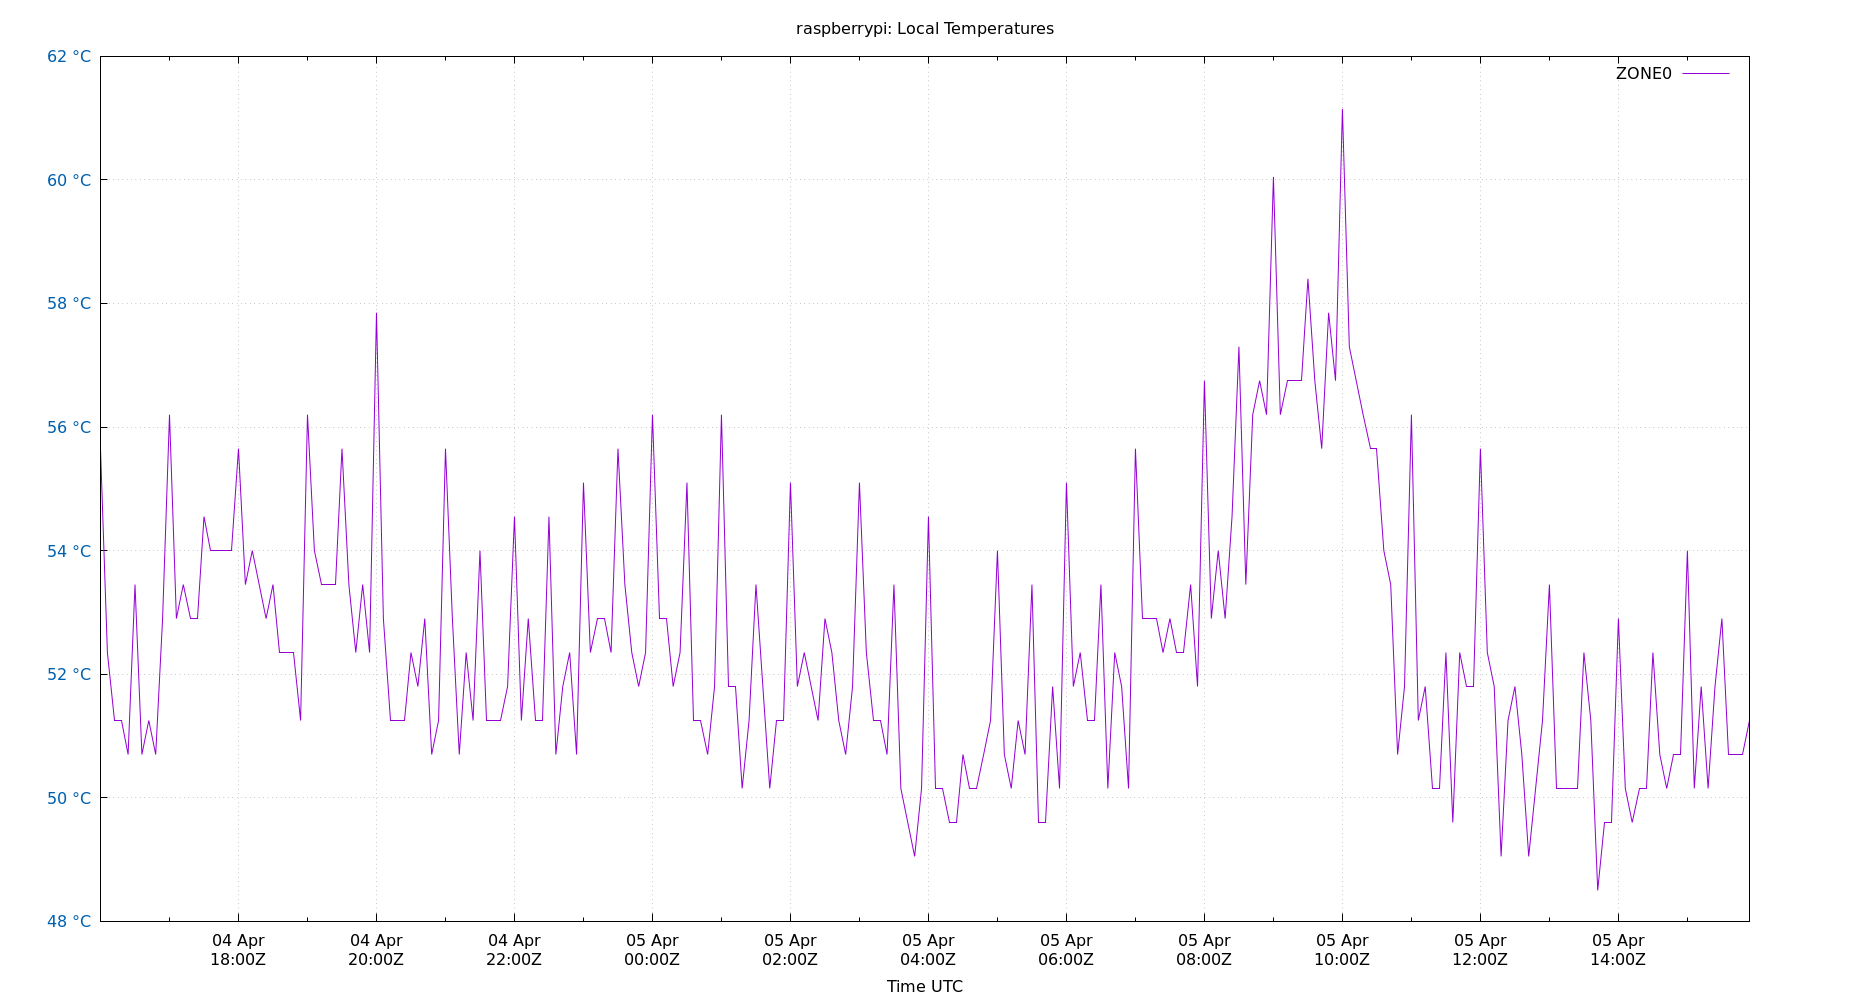 raspberrypi: Local Temperatures
62 °C
ZONE0
60 °C
58 °C
56 °C
54 °C
52 °C
50 °C
48 °C
04 Apr 04 Apr 04 Apr 05 Apr 05 Apr 05 Apr 05 Apr 05 Apr 05 Apr 05 Apr 05 Apr
18:00Z 20:00Z 22:00Z 00:00Z 02:00Z 04:00Z 06:00Z 08:00Z 10:00Z 12:00Z 14:00Z
Time UTC